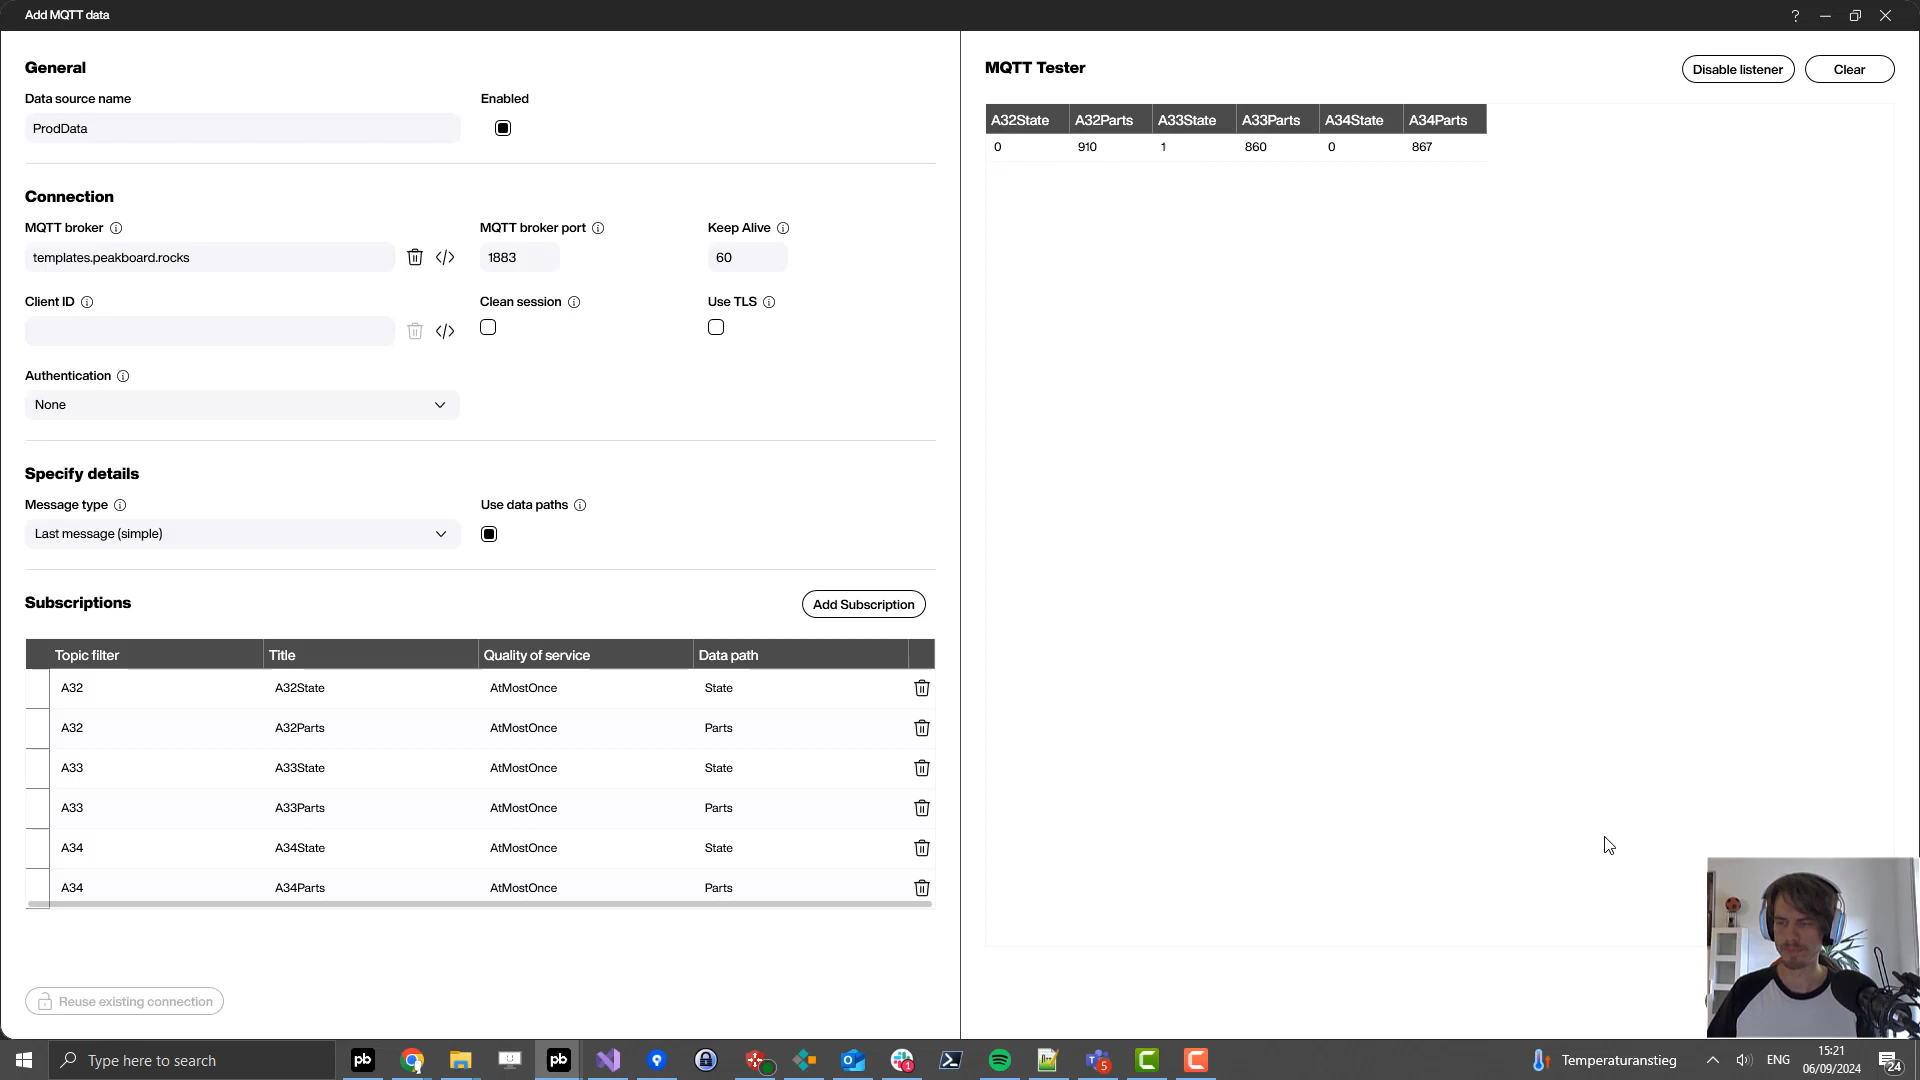 Add MQTT data
?
General
Data source name
Enabled
ProdData
Connection
MQTT broker
MQTT broker port
Keep Alive
templates.peakboard.rocks
1883
60
Client ID
Clean session
Use TLS
Authentication
None
Specify details
Message type
Use data paths
Last message (simple)
Subscriptions
Add Subscription
Topic filter Title Quality of service Data path
A32 A32State AtMostOnce State
A32 A32Parts AtMostOnce Parts
A33 A33State AtMostOnce State
A33 A33Parts AtMostOnce Parts
A34 A34State AtMostOnce State
A34 A34Parts AtMostOnce Parts
Reuse existing connection
MQTT Tester
Disable listener
Clear
A32State A32Parts A33State A33Parts A34State A34Parts
0 910 1 860 0 867
Type here to search
pb
pb
1
5
Temperaturanstieg
ENG
15:21
06/09/2024
24